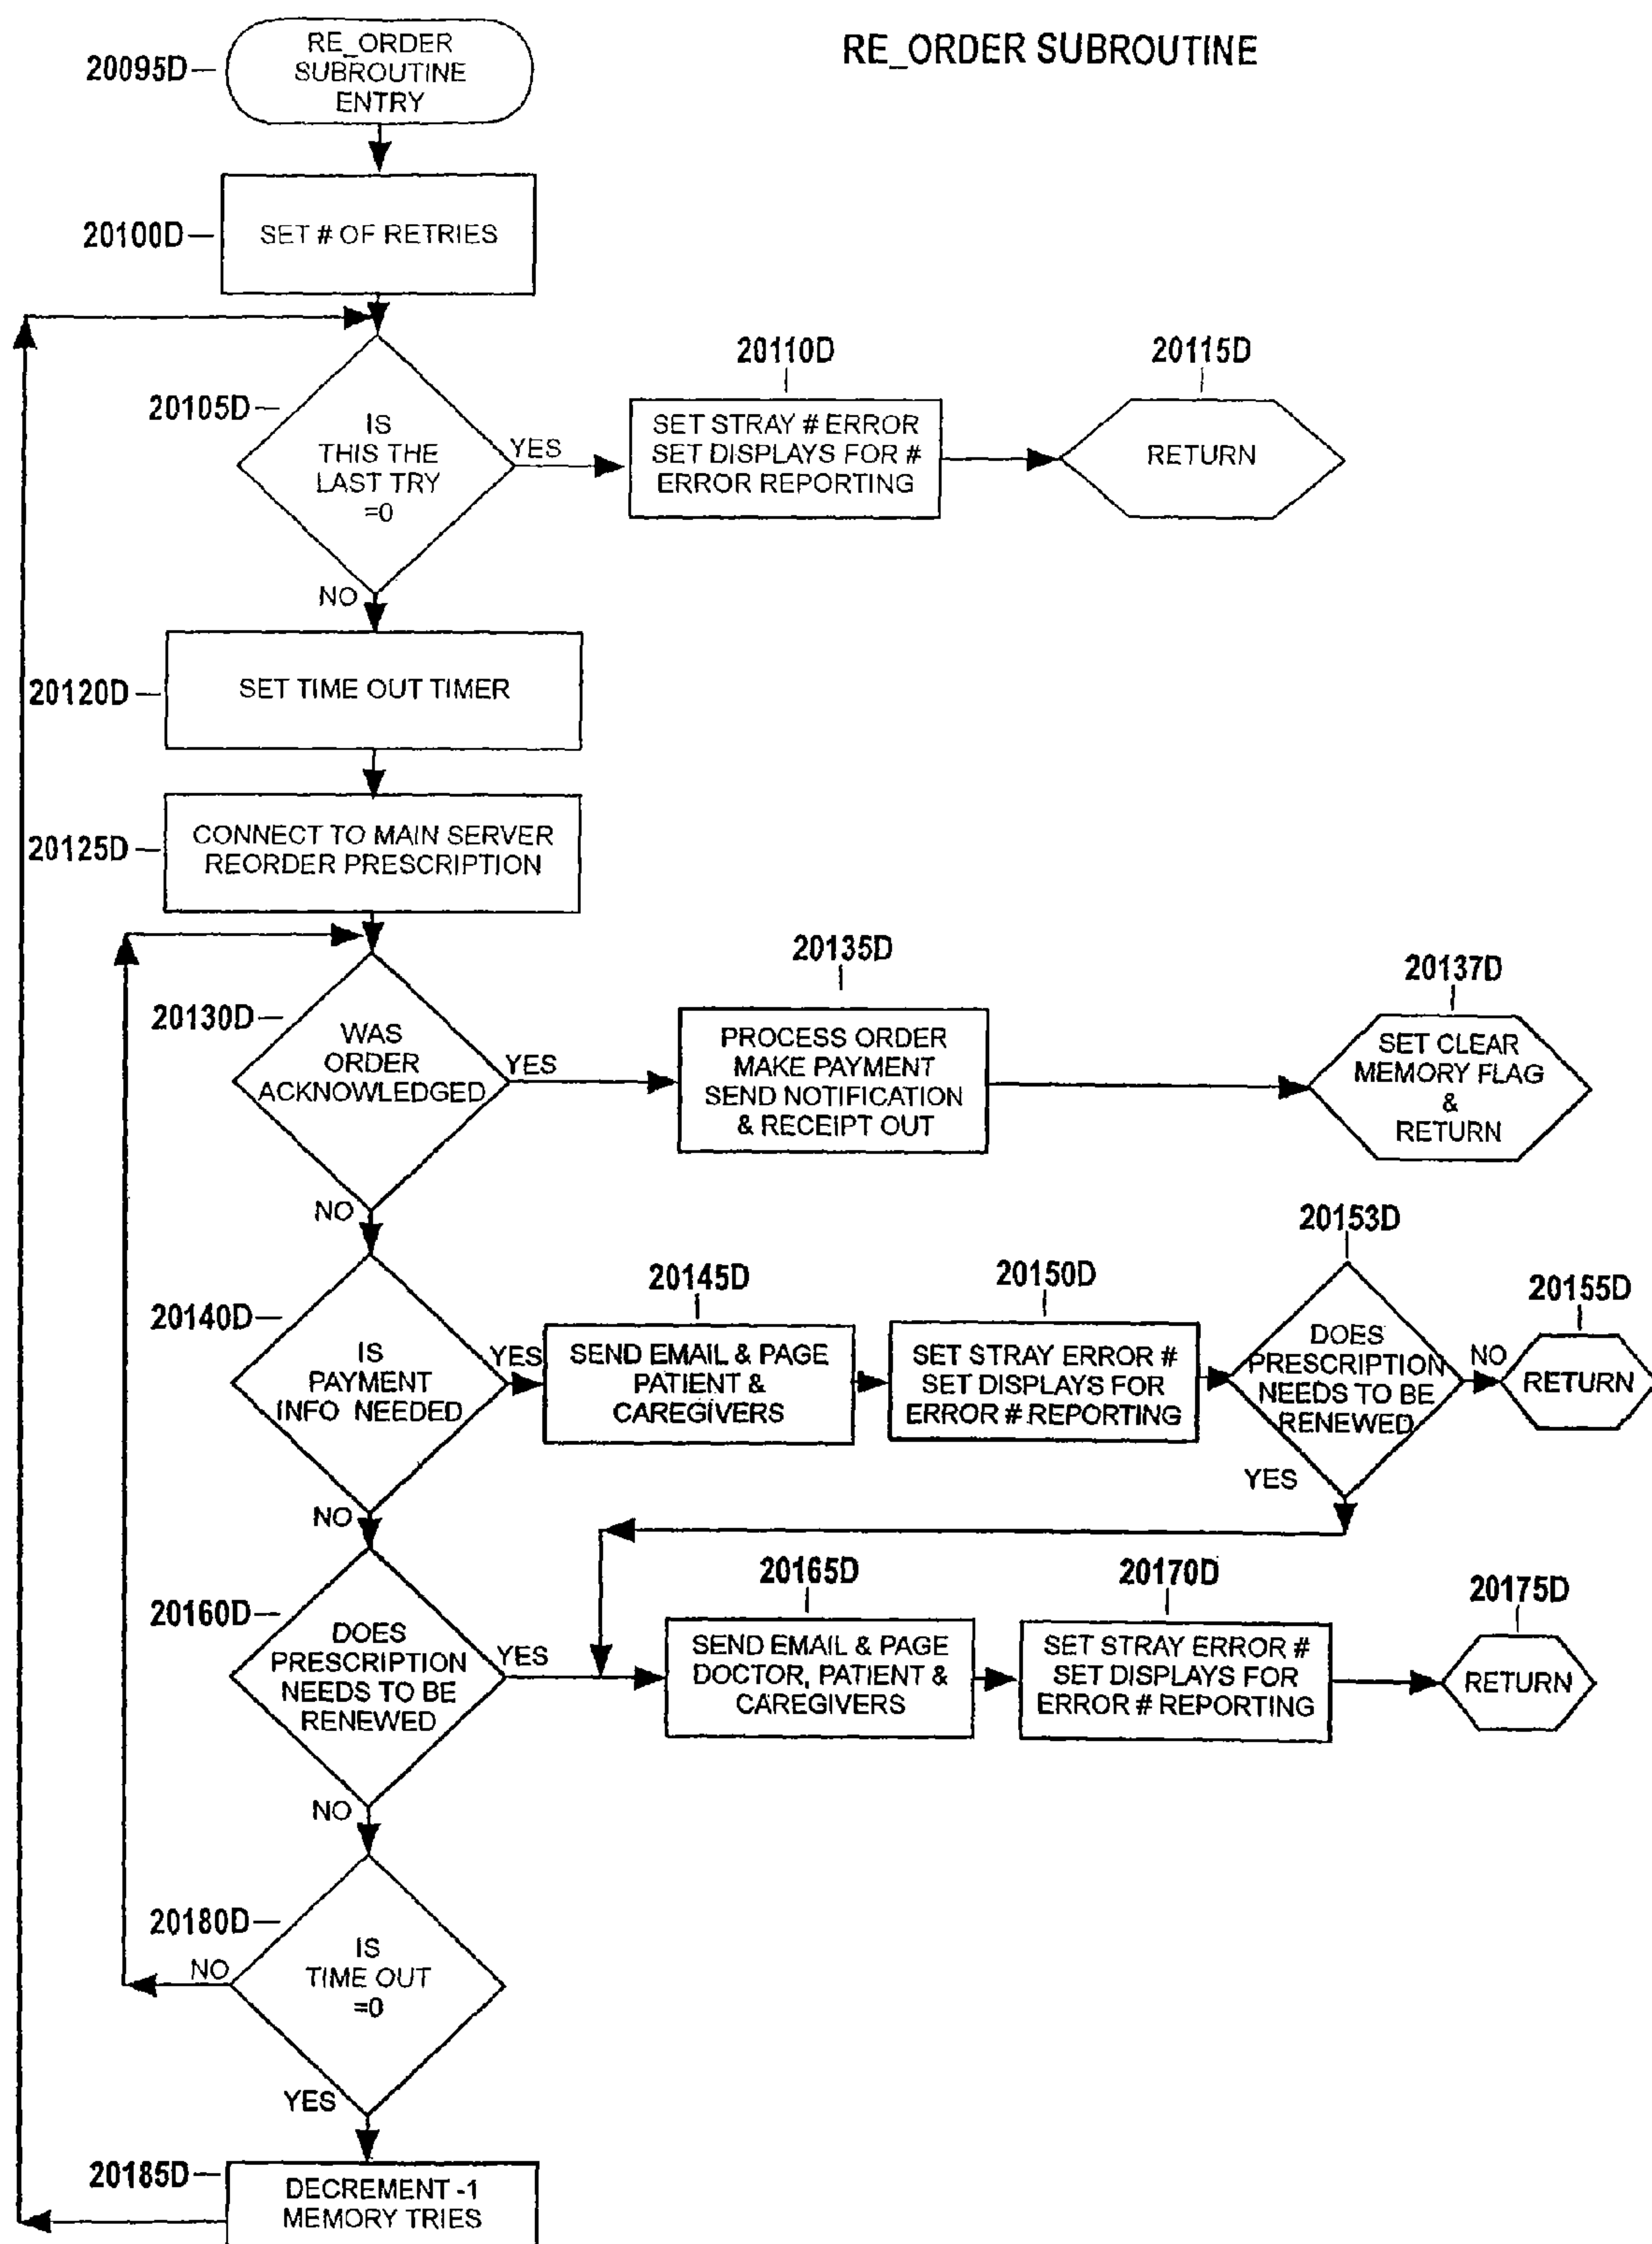 RE_ORDER SUBROUTINE
20095D
RE_ORDER
SUBROUTINE
ENTRY
20100D
SET # OF RETRIES
20105D
IS
THIS THE
LAST TRY
=0
YES
NO
20110D
SET STRAY # ERROR
SET DISPLAYS FOR #
ERROR REPORTING
20115D
RETURN
20120D
SET TIME OUT TIMER
20125D
CONNECT TO MAIN SERVER
REORDER PRESCRIPTION
20130D
WAS
ORDER
ACKNOWLEDGED
YES
NO
20135D
PROCESS ORDER
MAKE PAYMENT
SEND NOTIFICATION
& RECEIPT OUT
20137D
SET CLEAR
MEMORY FLAG
&
RETURN
20140D
IS
PAYMENT
INFO NEEDED
YES
NO
20145D
SEND EMAIL & PAGE
PATIENT &
CAREGIVERS
20150D
SET STRAY ERROR #
SET DISPLAYS FOR
ERROR # REPORTING
20153D
DOES
PRESCRIPTION
NEEDS TO BE
RENEWED
NO
YES
20155D
RETURN
20160D
DOES
PRESCRIPTION
NEEDS TO BE
RENEWED
YES
NO
20165D
SEND EMAIL & PAGE
DOCTOR, PATIENT &
CAREGIVERS
20170D
SET STRAY ERROR #
SET DISPLAYS FOR
ERROR # REPORTING
20175D
RETURN
20180D
IS
TIME OUT
=0
NO
YES
20185D
DECREMENT -1
MEMORY TRIES